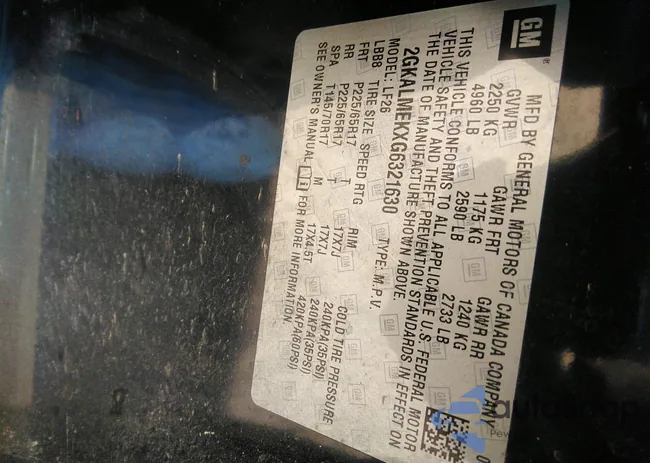 GM
MFD BY GENERAL MOTORS OF CANADA COMPANY
GVWR GAWR FRT GAWR RR
2250 KG 1175 KG 1240 KG
4960 LB 2590 LB 2733 LB
THIS VEHICLE CONFORMS TO ALL APPLICABLE U.S. FEDERAL MOTOR
VEHICLE SAFETY AND THEFT PREVENTION STANDARDS IN EFFECT ON
THE DATE OF MANUFACTURE SHOWN ABOVE.
2GKALMEKXG6321630 TYPE: M.P.V.
MODEL: LF26
LBBB TIRE SIZE SPEED RTG RIM COLD TIRE PRESSURE
FRT P225/65R17 T 17X7J 240KPA(35PSI)
RR P225/65R17 T 17X7J 240KPA(35PSI)
SPA T145/70R17 M 17X4.5T 420KPA(60PSI)
SEE OWNER'S MANUAL FOR MORE INFORMATION.